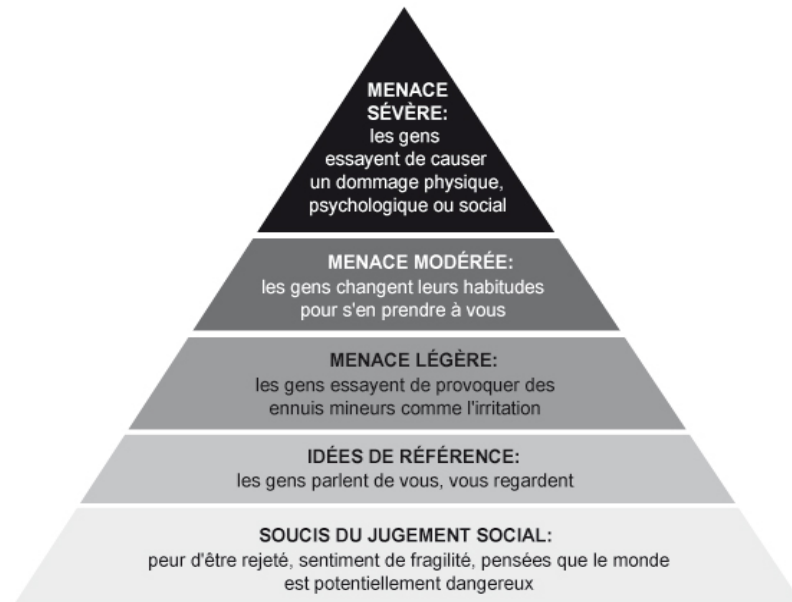 MENACE
SÉVÈRE:
les gens
essayent de causer
un dommage physique,
psychologique ou social
MENACE MODÉRÉE:
les gens changent leurs habitudes
pour s'en prendre à vous
MENACE LÉGÈRE:
les gens essayent de provoquer des
ennuis mineurs comme l'irritation
IDÉES DE RÉFÉRENCE:
les gens parlent de vous, vous regardent
SOUCIS DU JUGEMENT SOCIAL:
peur d'être rejeté, sentiment de fragilité, pensées que le monde
est potentiellement dangereux